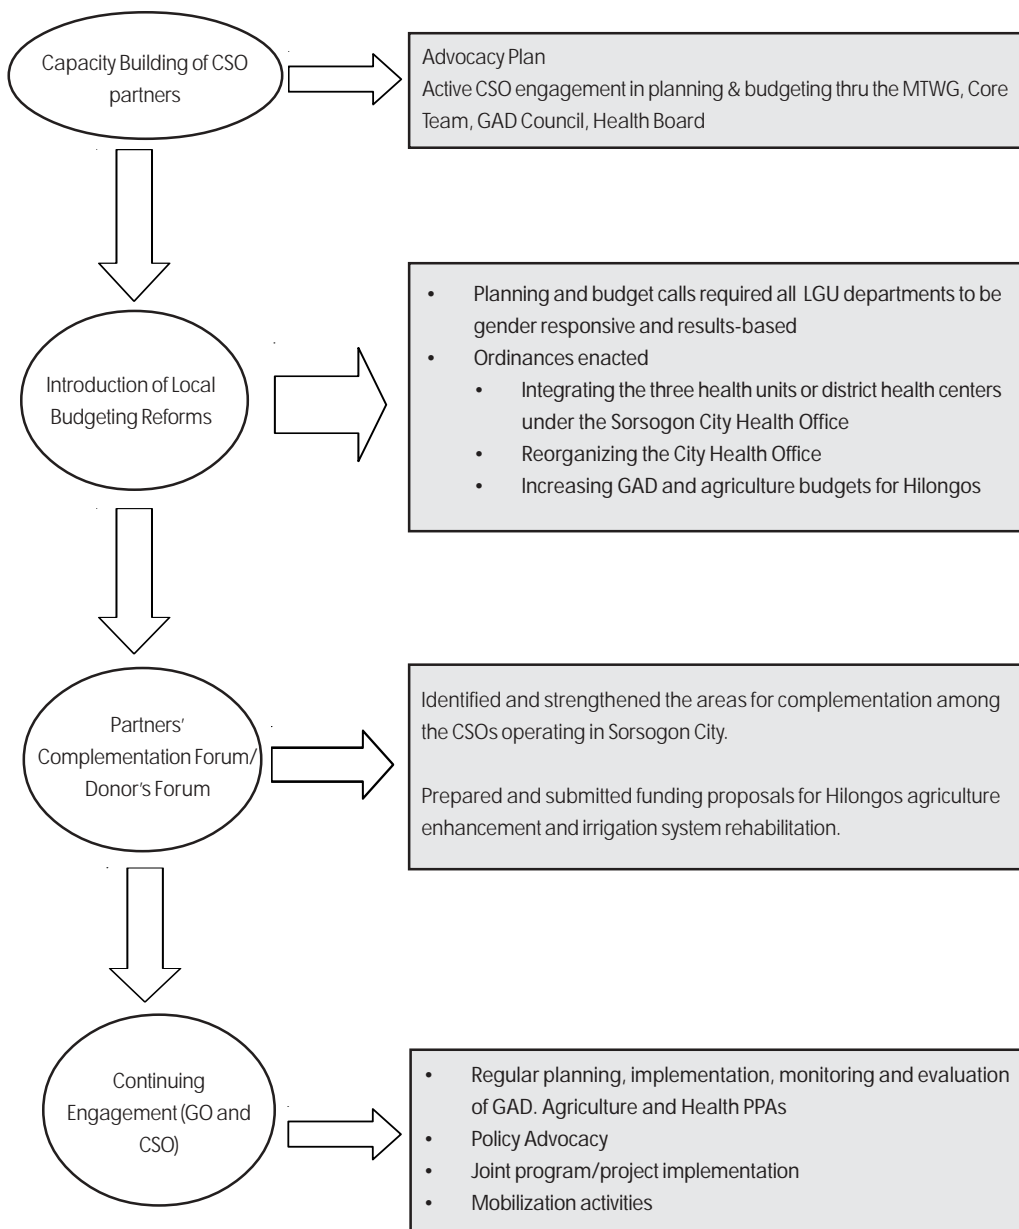 Capacity Building of CSO
partners
Advocacy Plan
Active CSO engagement in planning & budgeting thru the MTWG, Core
Team, GAD Council, Health Board
Introduction of Local
Budgeting Reforms
• Planning and budget calls required all LGU departments to be
gender responsive and results-based
• Ordinances enacted
• Integrating the three health units or district health centers
under the Sorsogon City Health Office
• Reorganizing the City Health Office
• Increasing GAD and agriculture budgets for Hilongos
Partners'
Complementation Forum/
Donor's Forum
Identified and strengthened the areas for complementation among
the CSOs operating in Sorsogon City.
Prepared and submitted funding proposals for Hilongos agriculture
enhancement and irrigation system rehabilitation.
Continuing
Engagement (GO and
CSO)
• Regular planning, implementation, monitoring and evaluation
of GAD. Agriculture and Health PPAs
• Policy Advocacy
• Joint program/project implementation
• Mobilization activities